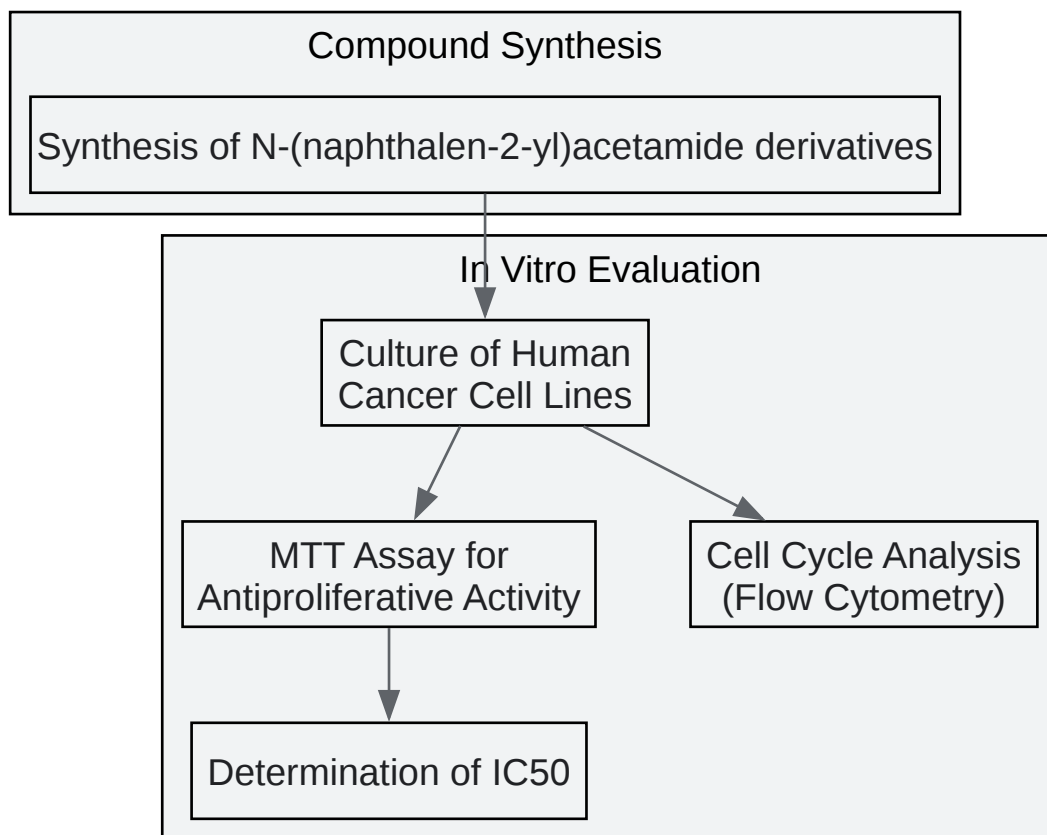 Compound Synthesis
Synthesis of N-(naphthalen-2-yl)acetamide derivatives
In Vitro Evaluation
Culture of Human
Cancer Cell Lines
MTT Assay for
Antiproliferative Activity
Cell Cycle Analysis
(Flow Cytometry)
Determination of IC50